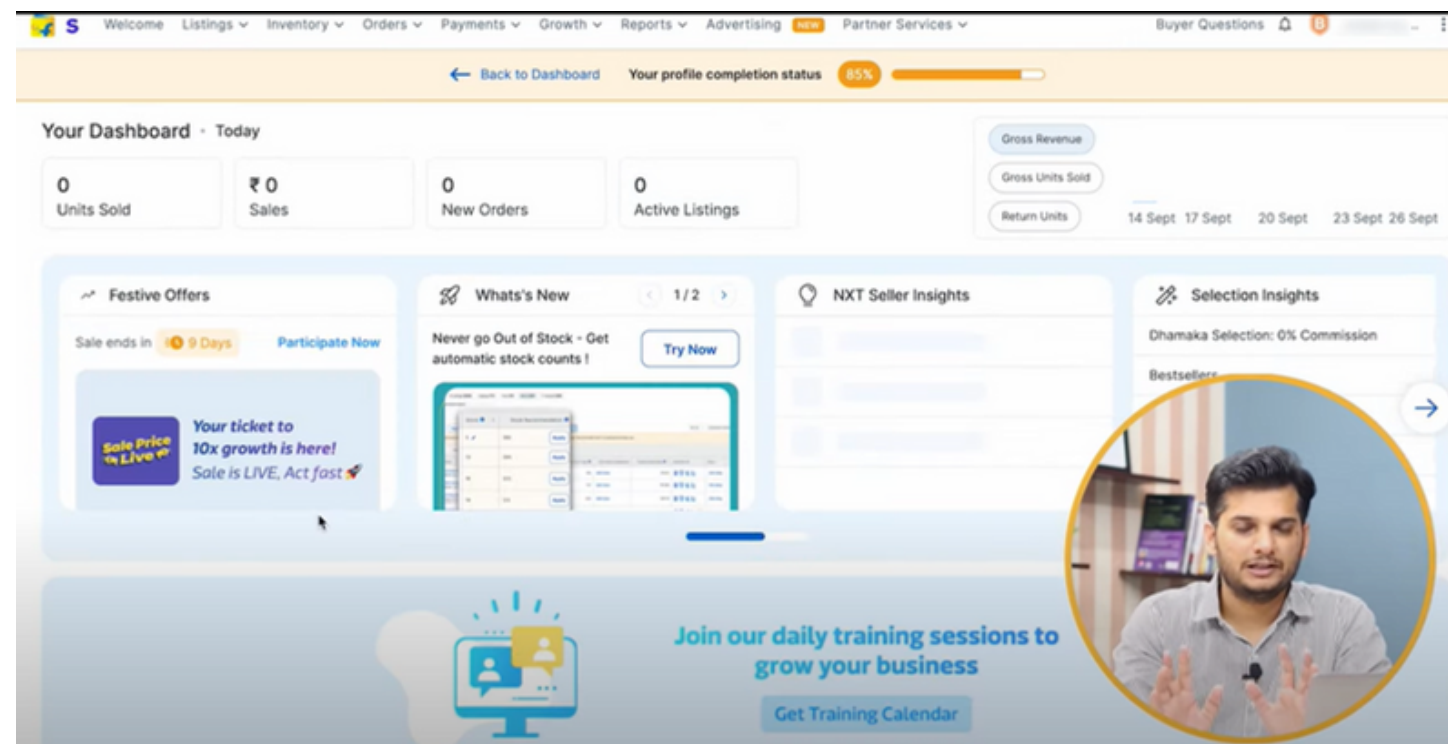 S Welcome Listings Inventory Orders Payments Growth Reports Advertising NEW Partner Services Buyer Questions B
← Back to Dashboard Your profile completion status 85%
Your Dashboard · Today
0
Units Sold
₹ 0
Sales
0
New Orders
0
Active Listings
Gross Revenue
Gross Units Sold
Return Units
14 Sept 17 Sept 20 Sept 23 Sept 26 Sept
Festive Offers
Sale ends in 9 Days Participate Now
Sale Price
Live
Your ticket to
10x growth is here!
Sale is LIVE, Act fast
Whats's New 1/2
Never go Out of Stock - Get
automatic stock counts !
Try Now
NXT Seller Insights
Selection Insights
Dhamaka Selection: 0% Commission
Bestsellers
Join our daily training sessions to
grow your business
Get Training Calendar